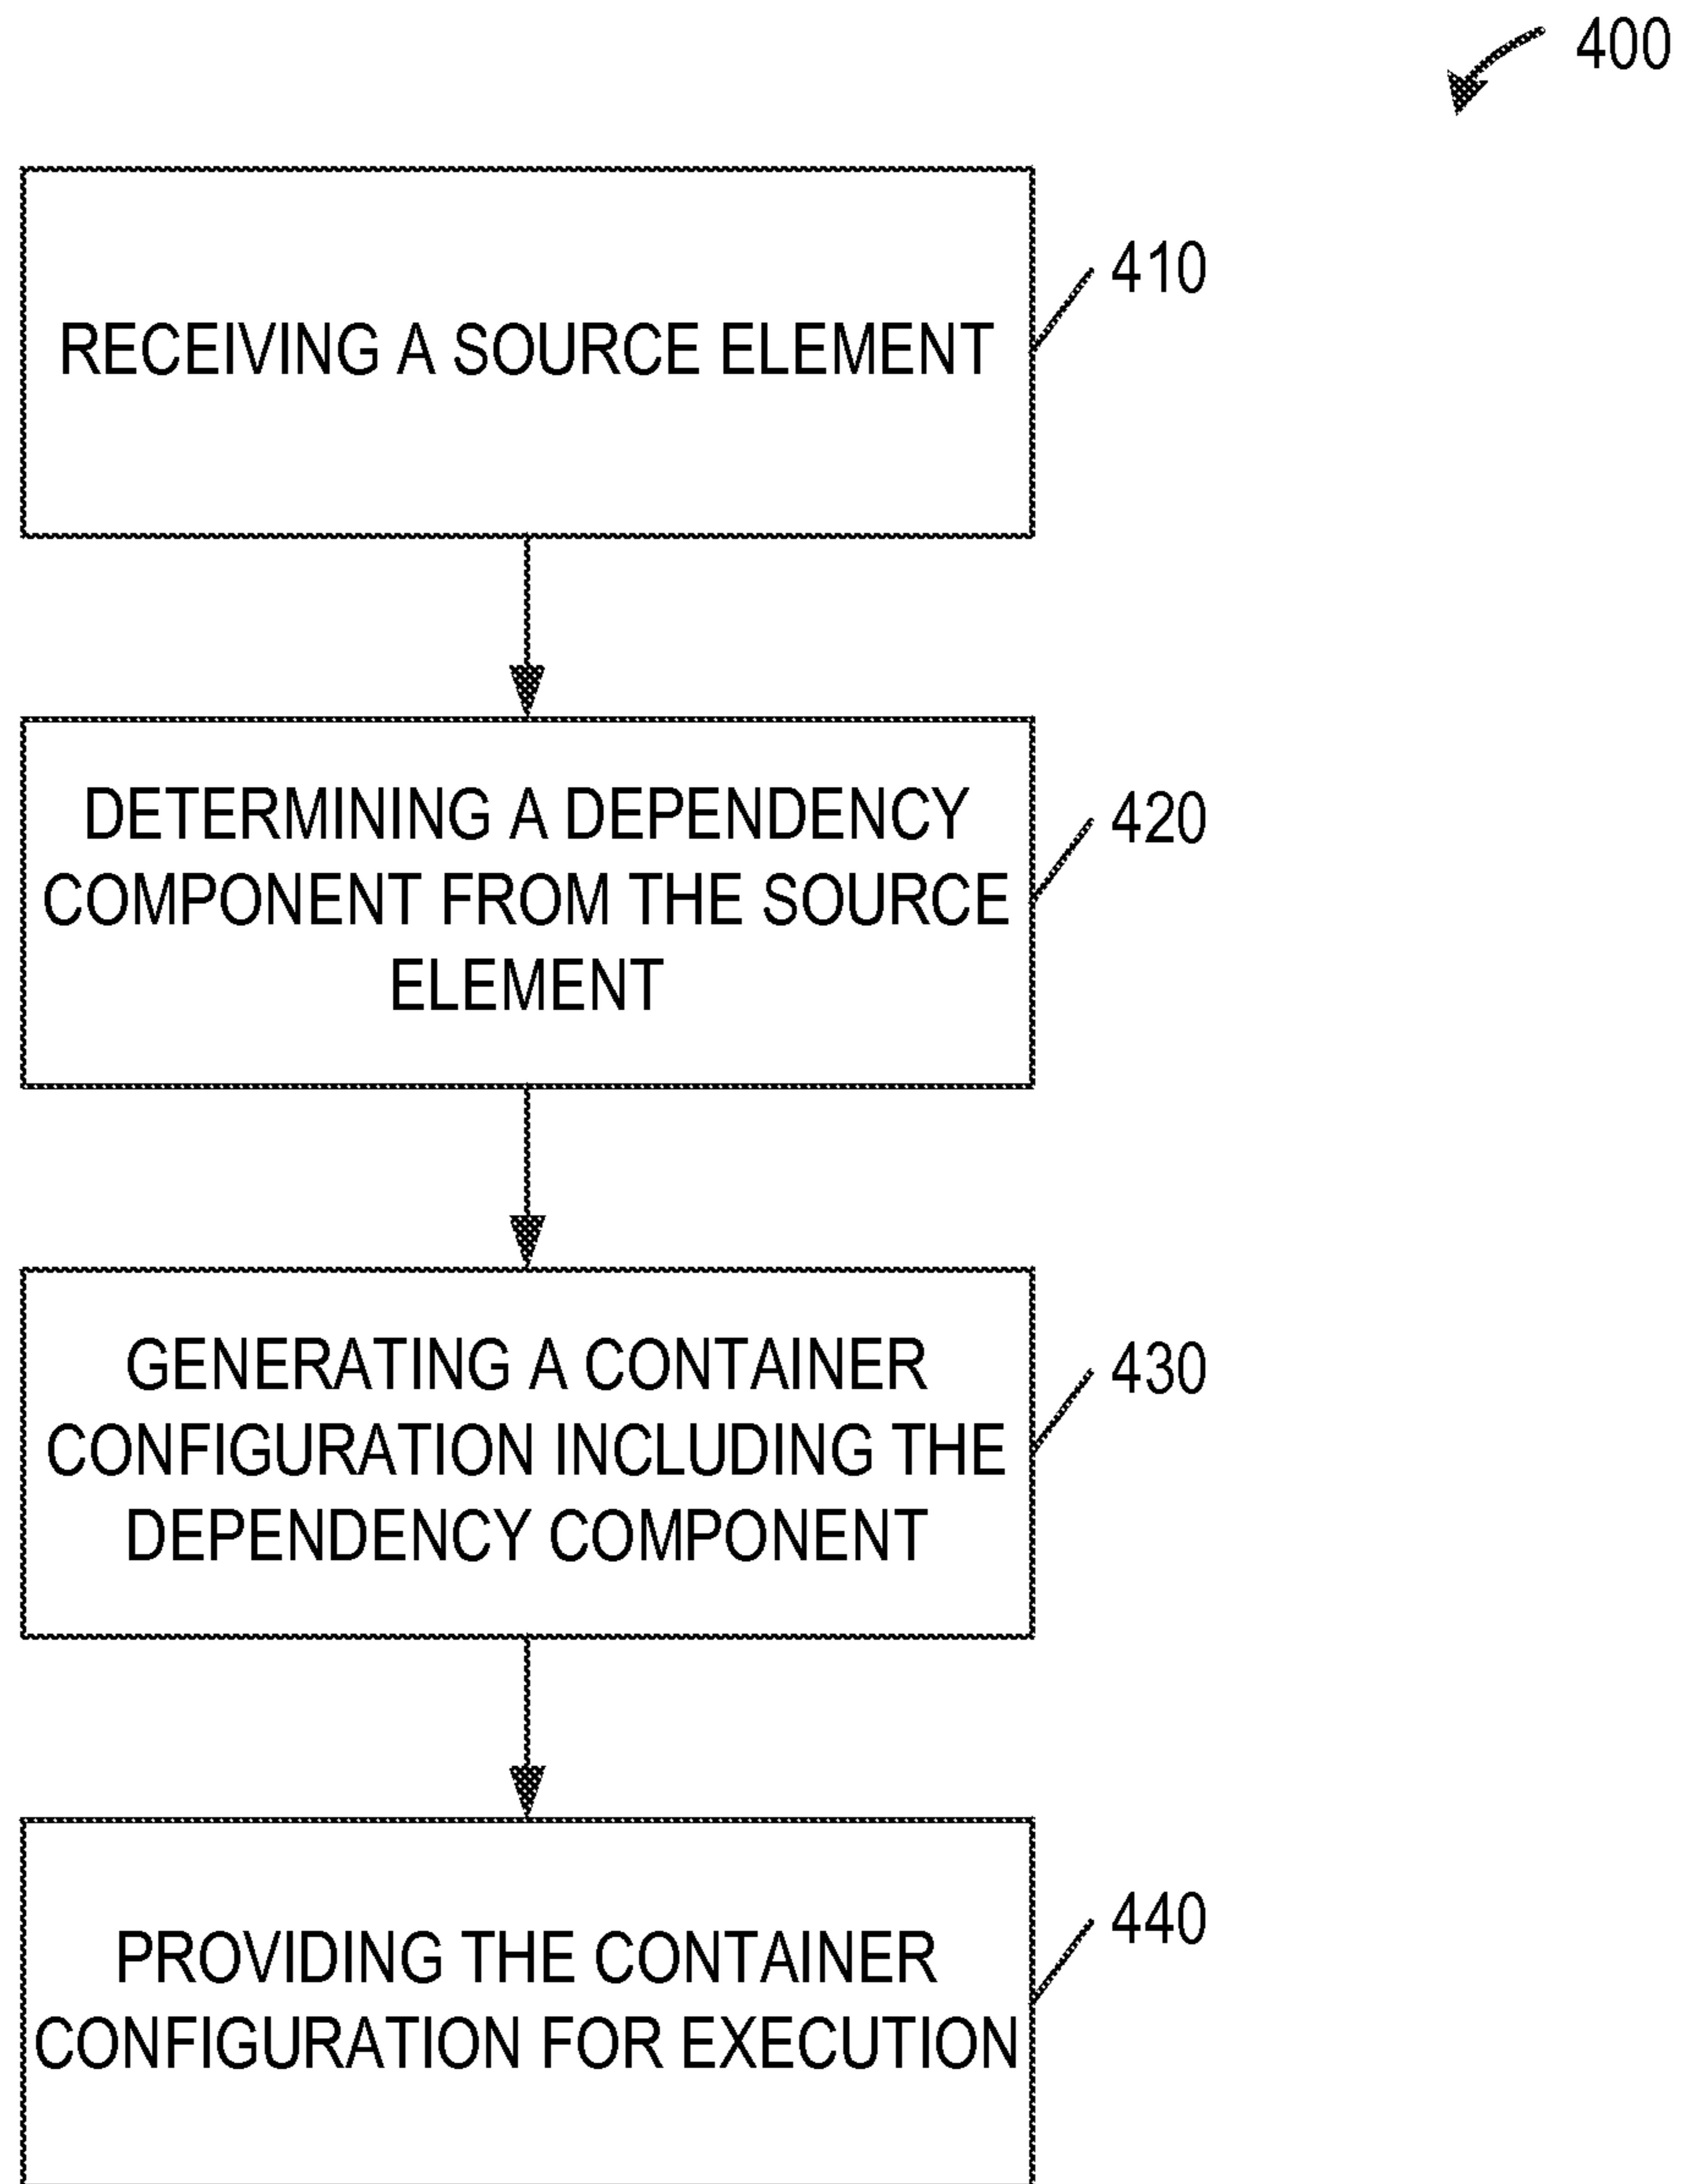 400
RECEIVING A SOURCE ELEMENT
410
DETERMINING A DEPENDENCY
COMPONENT FROM THE SOURCE
ELEMENT
420
GENERATING A CONTAINER
CONFIGURATION INCLUDING THE
DEPENDENCY COMPONENT
430
PROVIDING THE CONTAINER
CONFIGURATION FOR EXECUTION
440